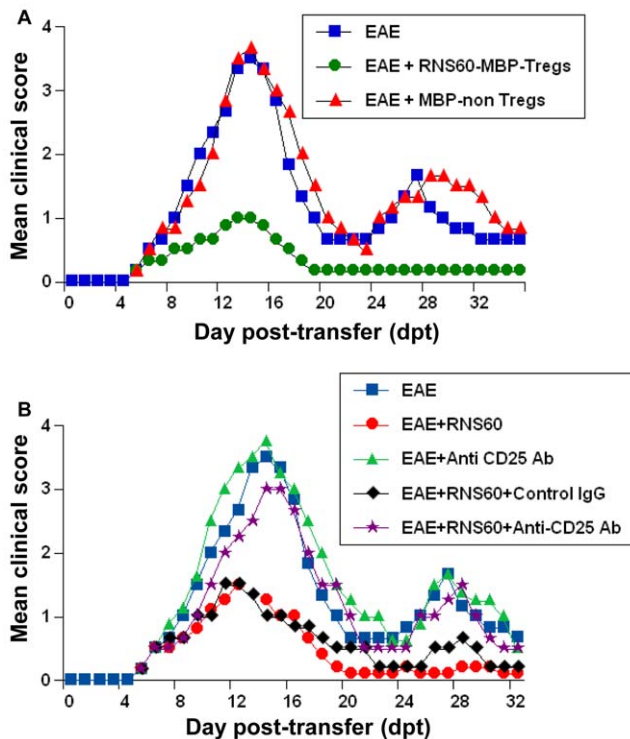 A
EAE
EAE + RNS60-MBP-Tregs
EAE + MBP-non Tregs
Mean clinical score
4
3
2
1
0
0 4 8 12 16 20 24 28 32
Day post-transfer (dpt)
B
EAE
EAE+RNS60
EAE+Anti CD25 Ab
EAE+RNS60+Control IgG
EAE+RNS60+Anti-CD25 Ab
Mean clinical score
4
3
2
1
0
0 4 8 12 16 20 24 28 32
Day post-transfer (dpt)